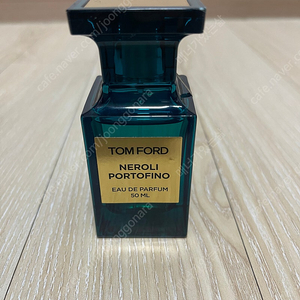 TOM FORD
NEROLI
PORTOFINO
EAU DE PARFUM
50 ML